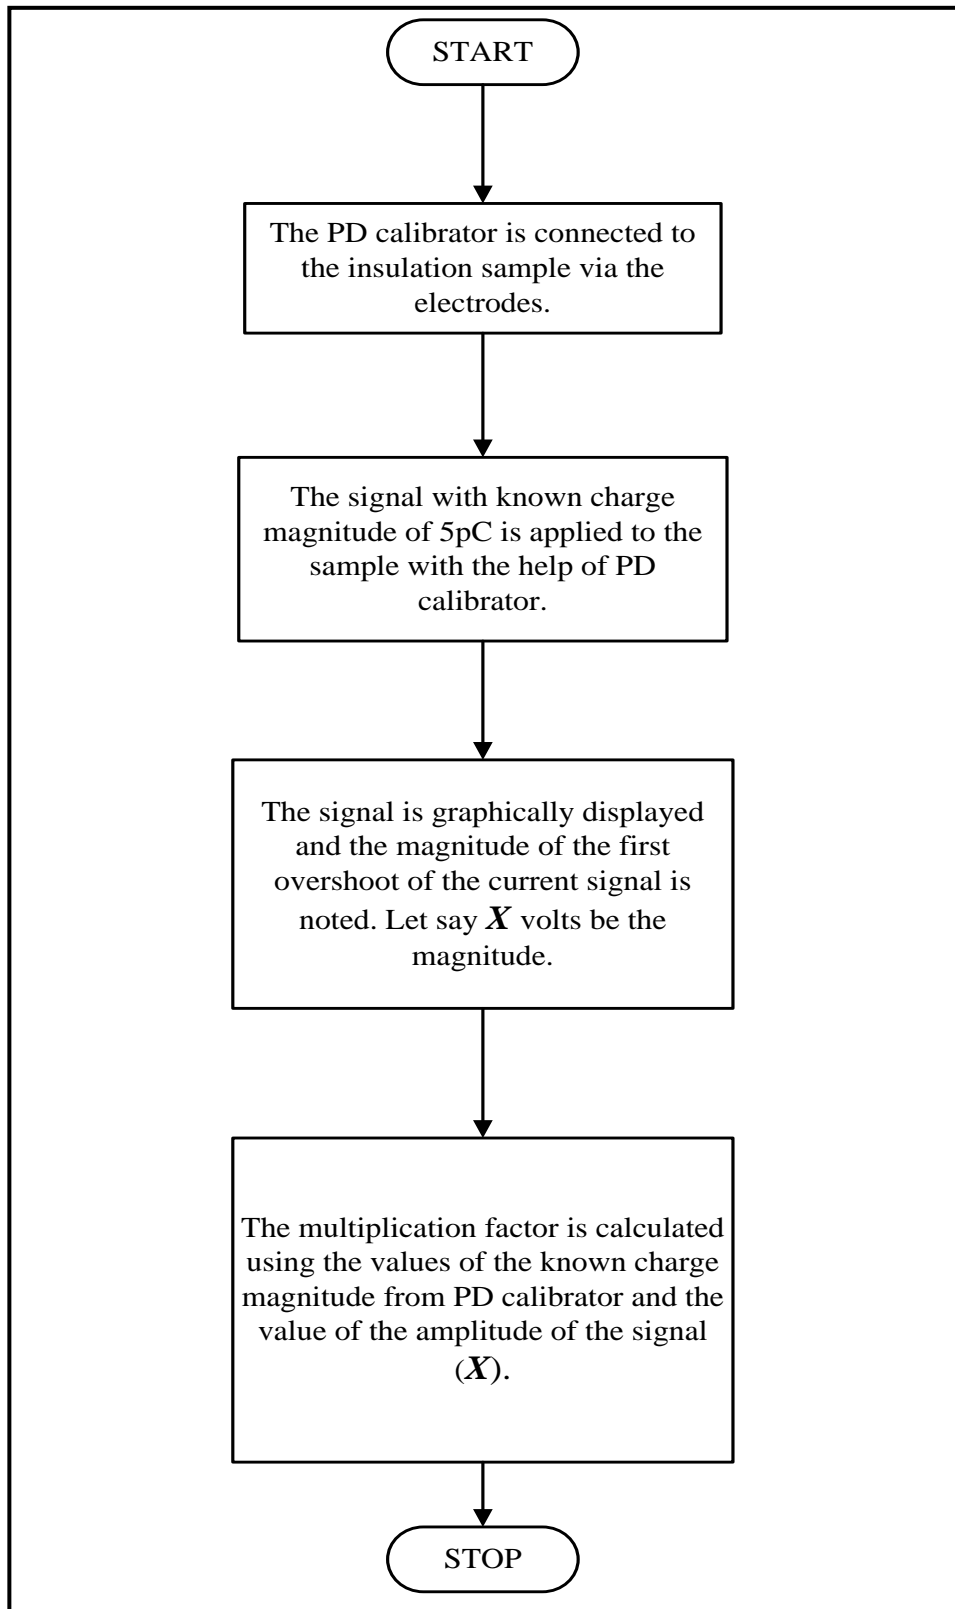 START
The PD calibrator is connected to
the insulation sample via the
electrodes.
The signal with known charge
magnitude of 5pC is applied to the
sample with the help of PD
calibrator.
The signal is graphically displayed
and the magnitude of the first
overshoot of the current signal is
noted. Let say X volts be the
magnitude.
The multiplication factor is calculated
using the values of the known charge
magnitude from PD calibrator and the
value of the amplitude of the signal
(X).
STOP